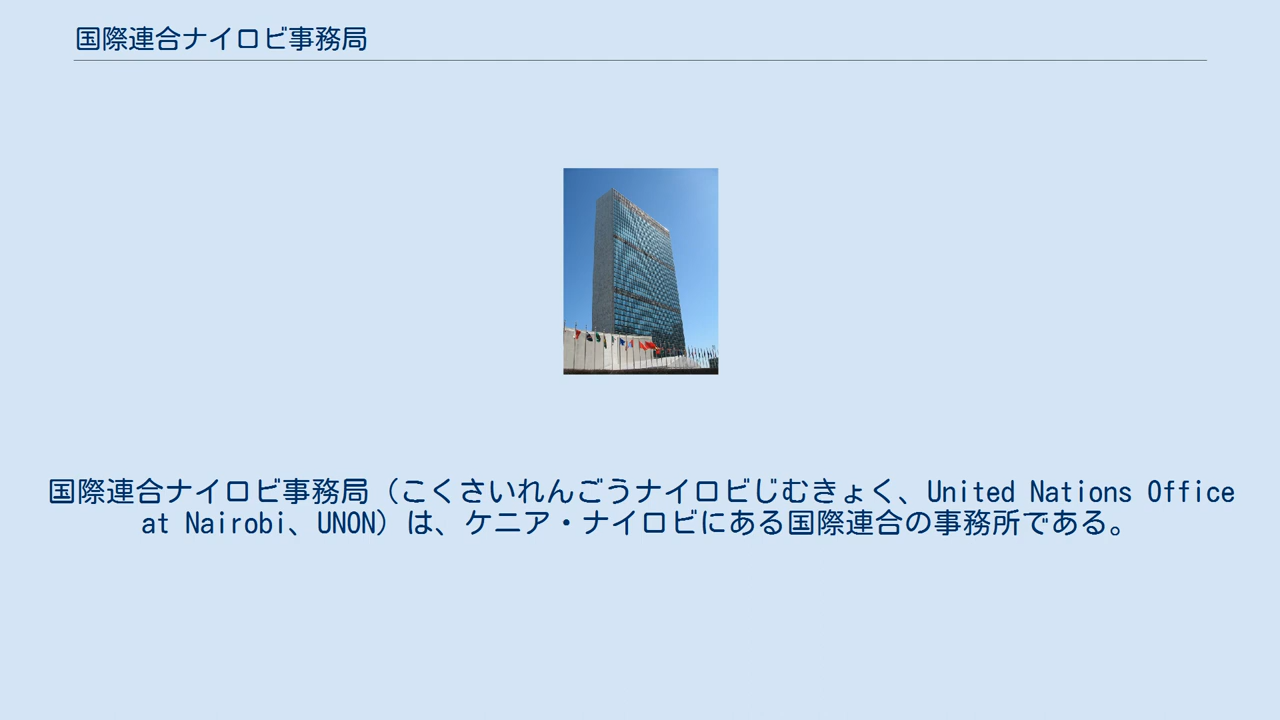 国際連合ナイロビ事務局
国際連合ナイロビ事務局（こくさいれんごうナイロビじむきょく、United Nations Office
at Nairobi、UNON）は、ケニア・ナイロビにある国際連合の事務所である。